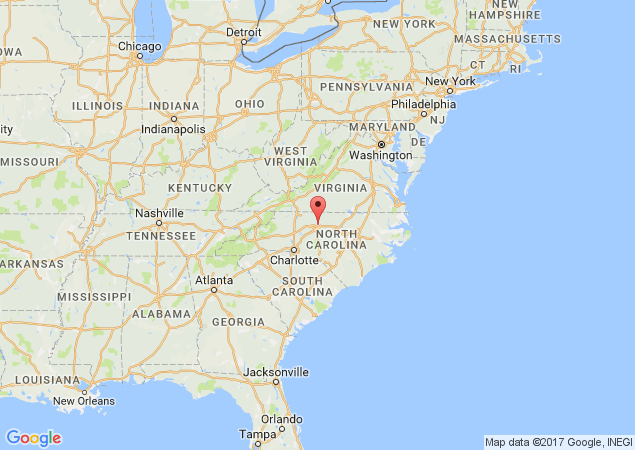 NEW
HAMPSHIRE
NEW YORK
MASSACHUSETTS
Detroit
Chicago
CT
RI
IOWA
New York
PENNSYLVANIA
ILLINOIS
INDIANA
OHIO
Philadelphia
NJ
Indianapolis
MARYLAND
city
DE
WEST
VIRGINIA
Washington
MISSOURI
KENTUCKY
VIRGINIA
Nashville
TENNESSEE
NORTH
CAROLINA
Charlotte
ARKANSAS
Atlanta
SOUTH
CAROLINA
MISSISSIPPI
ALABAMA
GEORGIA
Jacksonville
LOUISIANA
New Orleans
Orlando
Tampa
Google
Map data ©2017 Google, INEGI